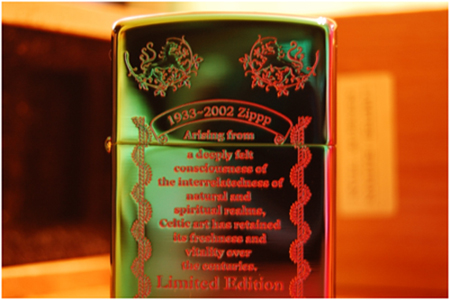 1933~2002 Zippp
Arising from
a deeply felt
consciousness of
the interrelatedness of
natural and
spiritual realms,
Celtic art has retained
its freshness and
vitality over
the centuries.
Limited Edition